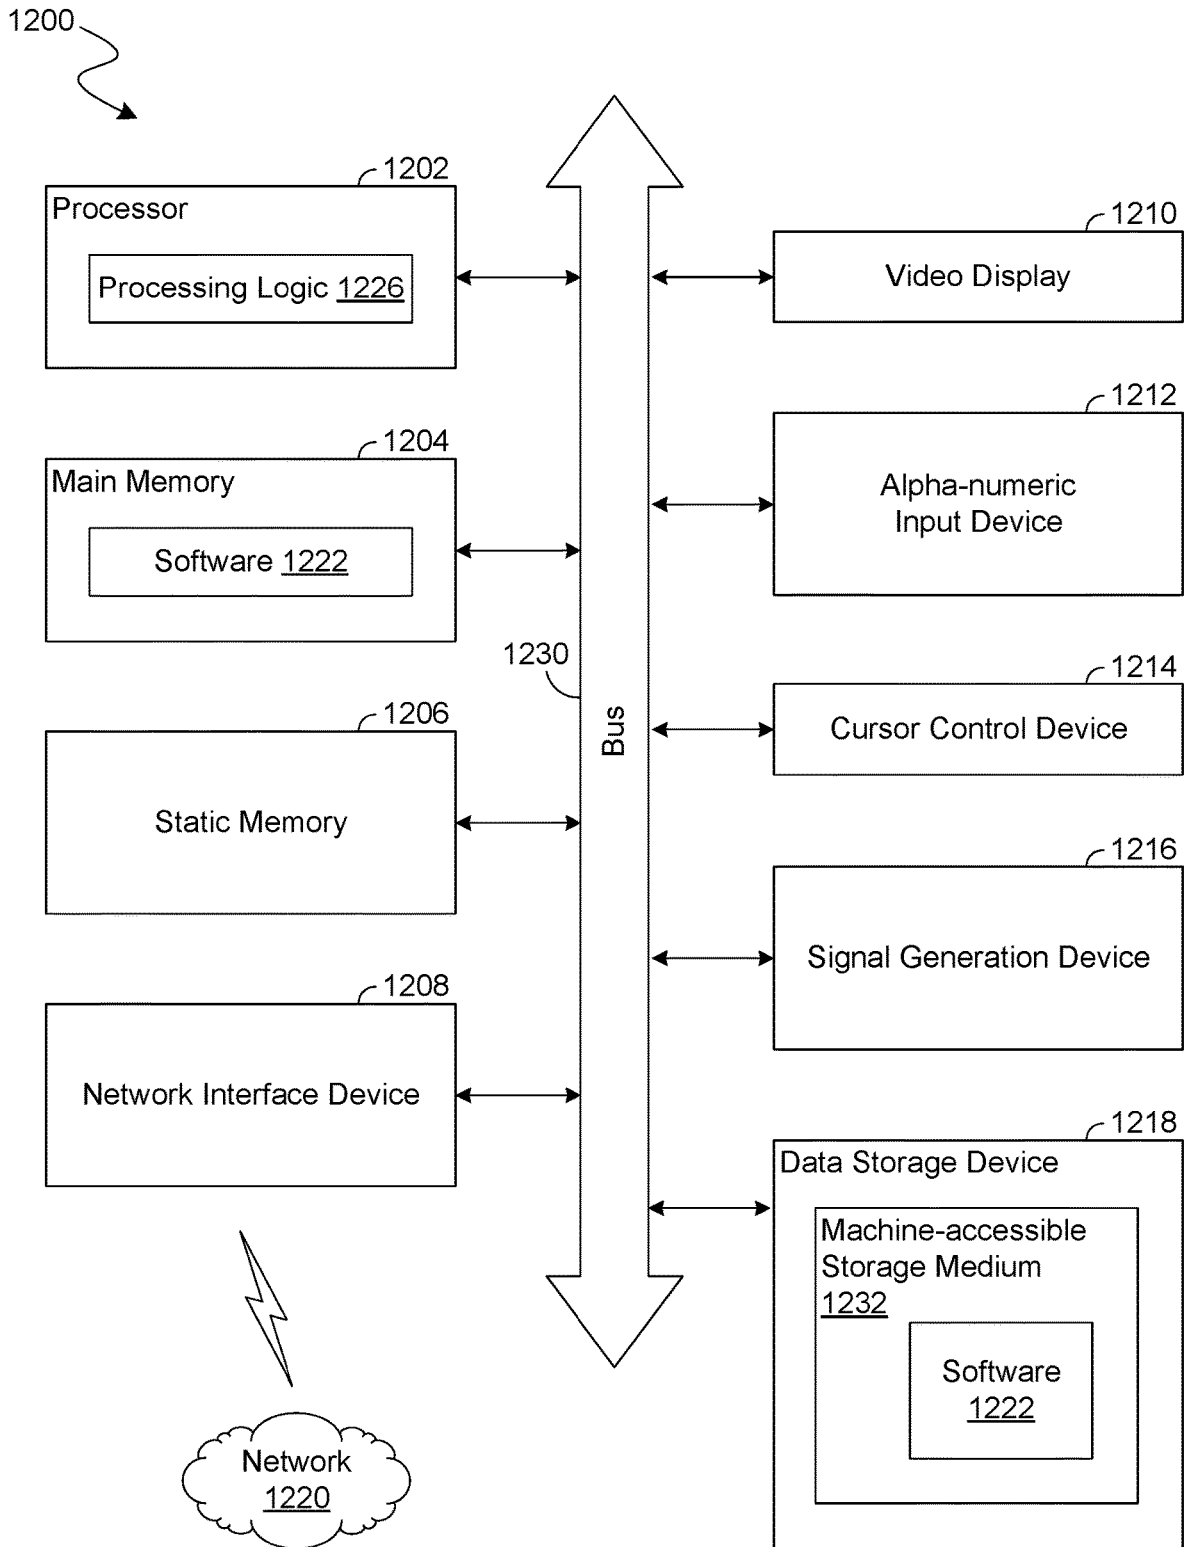 1200
1202
Processor
Processing Logic 1226
1204
Main Memory
Software 1222
1206
Static Memory
1208
Network Interface Device
Network
1220
1230
Bus
1210
Video Display
1212
Alpha-numeric
Input Device
1214
Cursor Control Device
1216
Signal Generation Device
1218
Data Storage Device
Machine-accessible
Storage Medium
1232
Software
1222